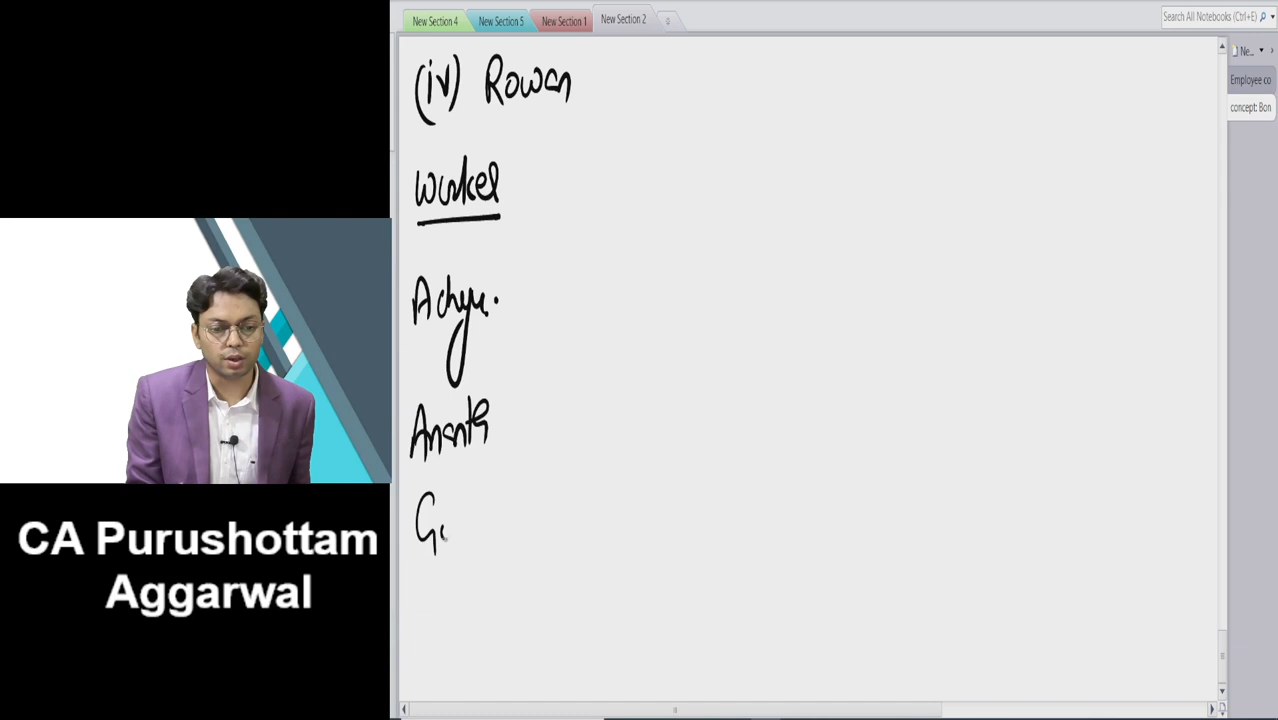 New Section 4
New Section 5
New Section 1
New Section 2
Search All Notebooks (Ctrl+E)
Ne...
Employee co
concept: Bon
(iv) Rowan
Worker
Ananth
CA Purushottam
Aggarwal